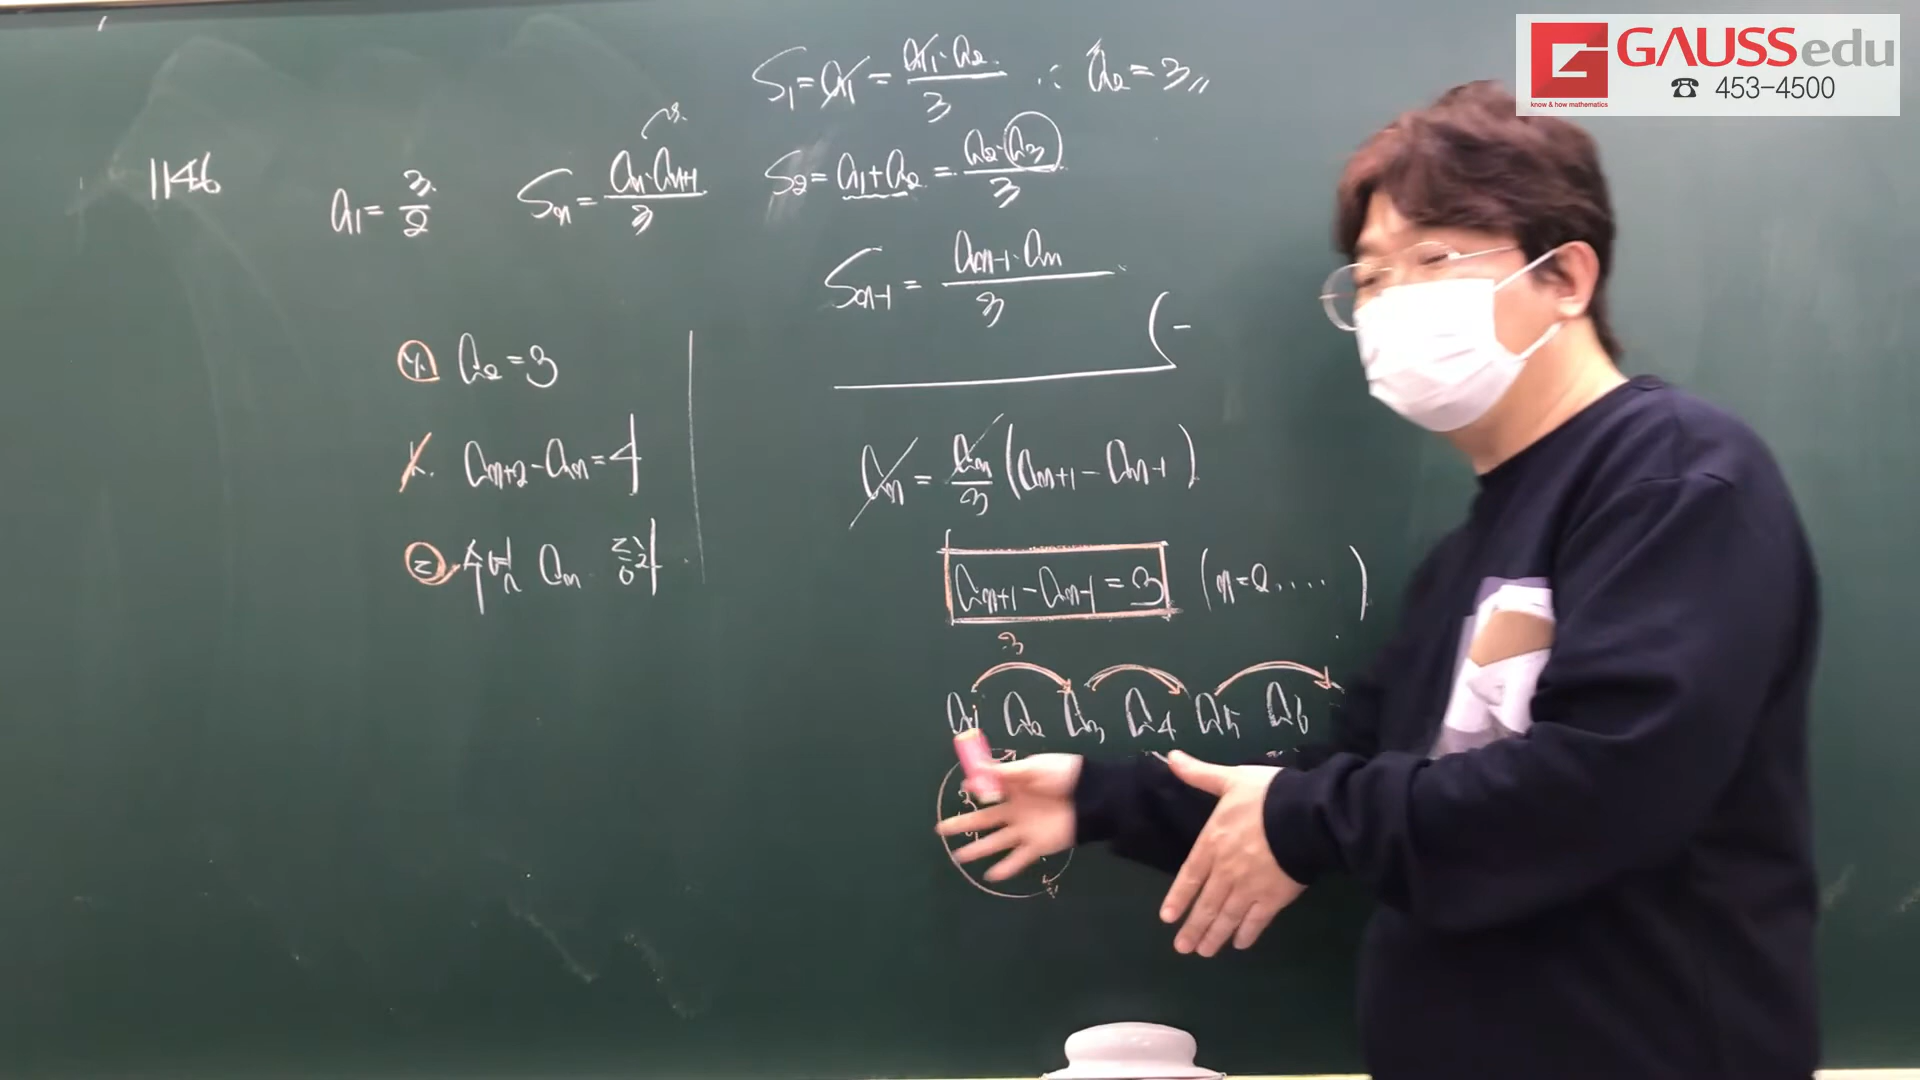 GAUSSedu
know & how mathematics
☎ 453-4500
S₁=a₁=a₁·a₂/3 ∴ a₂=3
1146
a₁=3/2
Sn=an·an+1/3
S₂=a₁+a₂=a₂·a₃/3
Sn-1=an-1·an/3
(-
ㄱ. a₂=3
ㄴ. an+2-an=4
ㄷ. 수열 an 등차
an=an/3(an+1-an-1)
an+1-an-1=3 (n=2, ....)
3
a₁ a₂ a₃ a₄ a₅ a₆